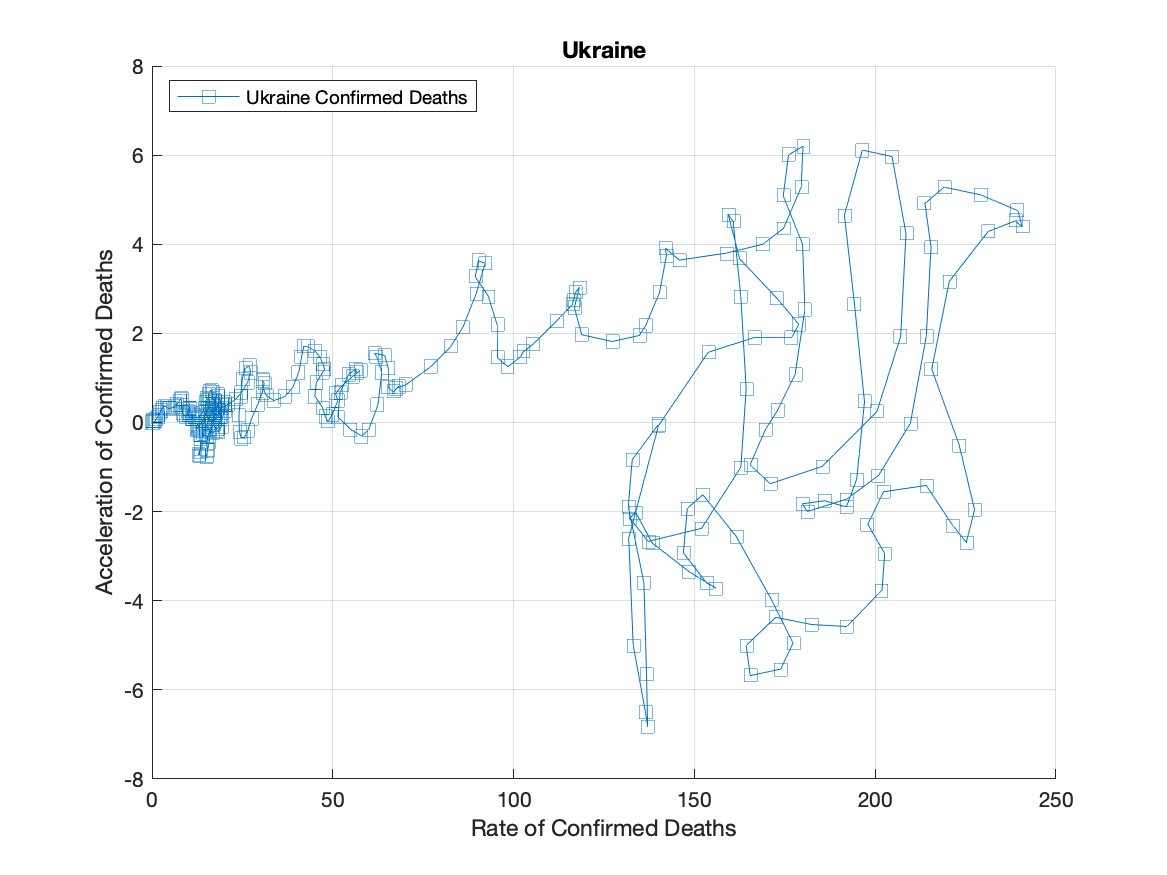 Ukraine
8
Ukraine Confirmed Deaths
6
4
2
0
-2
-4
-6
-8
Acceleration of Confirmed Deaths
0 50 100 150 200 250
Rate of Confirmed Deaths